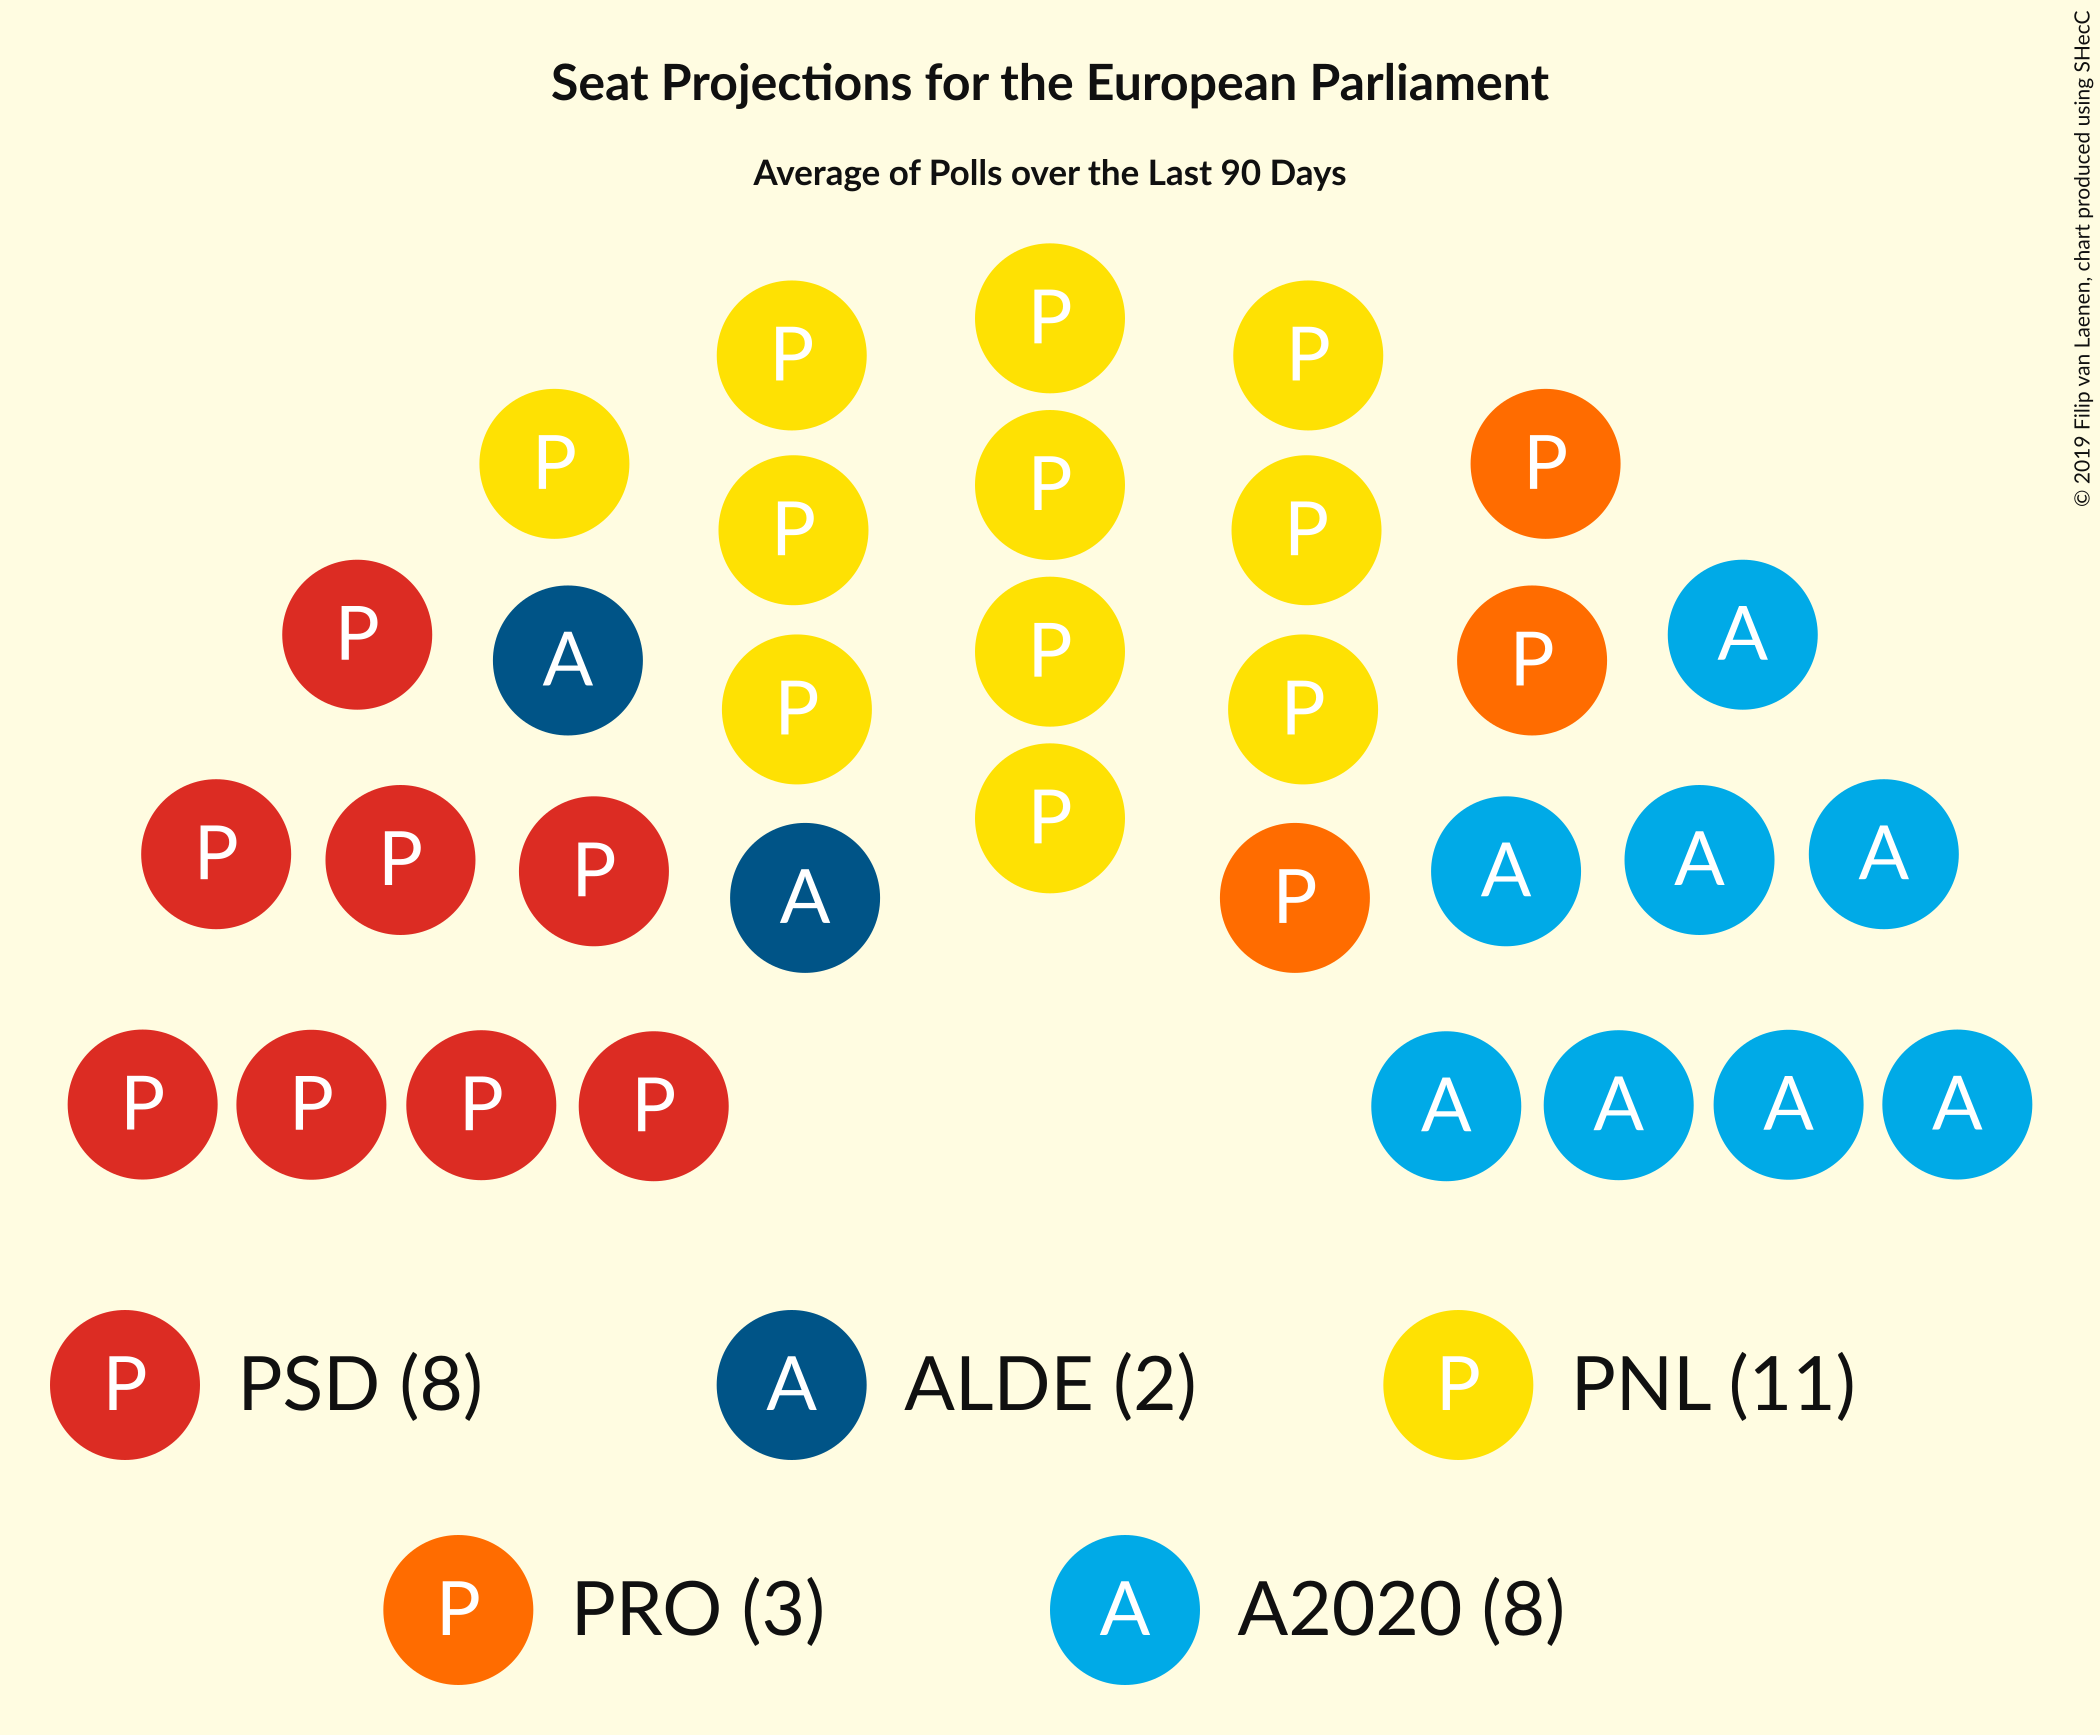 Seat Projections for the European Parliament
Average of Polls over the Last 90 Days
© 2019 Filip van Laenen, chart produced using SHecC
P
P P
P P
P
P P P
P
P A P P A
P P P
P P P A P P A A A
P P P P A A A A
P PSD (8) A ALDE (2) P PNL (11)
P PRO (3) A A2020 (8)